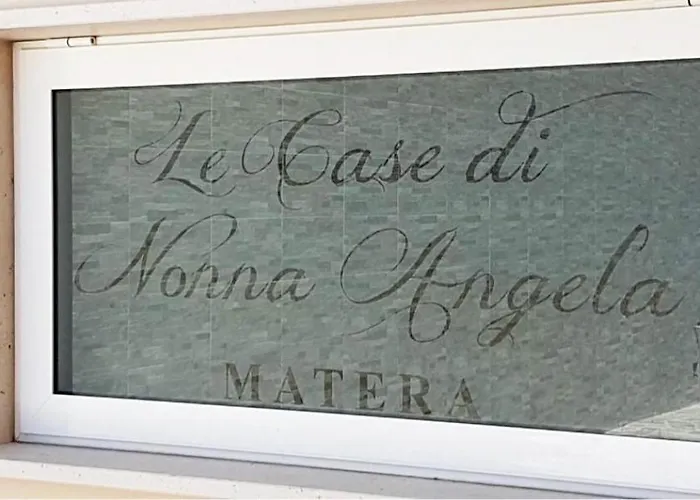 Le Case di
Nonna Angela
MATERA